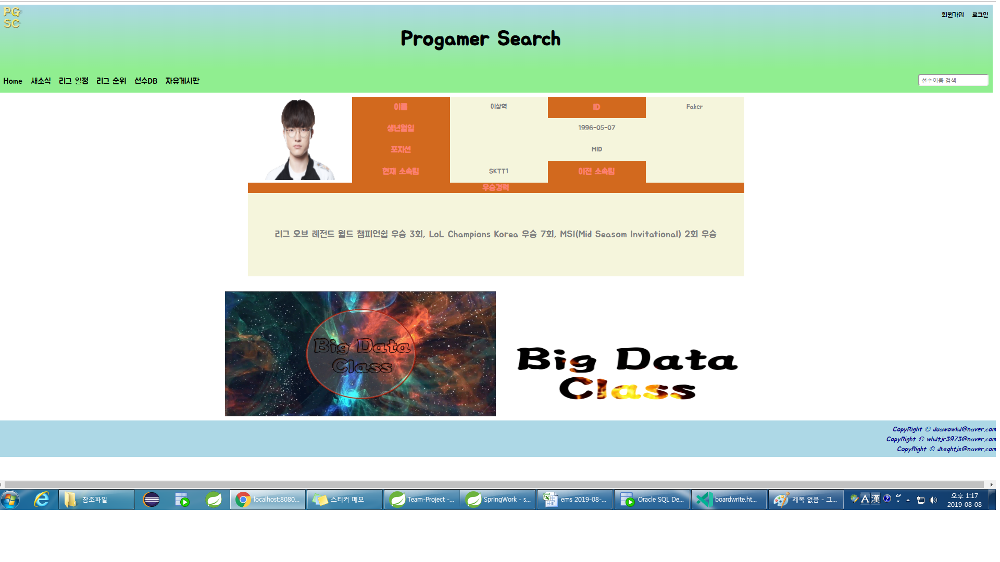 PG
SC
회원가입 로그인
Progamer Search
Home 새소식 리그 일정 리그 순위 선수DB 자유게시판
선수이름 검색
이름 이상혁 ID Faker
생년월일 1996-05-07
포지션 MID
현재 소속팀 SKTT1 이전 소속팀
우승경력
리그 오브 레전드 월드 챔피언쉽 우승 3회, LoL Champions Korea 우승 7회, MSI(Mid Seasom Invitational) 2회 우승
Big Data
Class
Big Data
Class
CopyRight © duawowkd@naver.com
CopyRight © whdtjr3973@naver.com
CopyRight © dbsqhtjs@naver.com
참조파일 localhost:8080... 스티커 메모 Team-Project -... SpringWork - s... ems 2019-08-... Oracle SQL De... boardwrite.ht... 제목 없음 - 그... A 漢 오후 1:17
2019-08-08